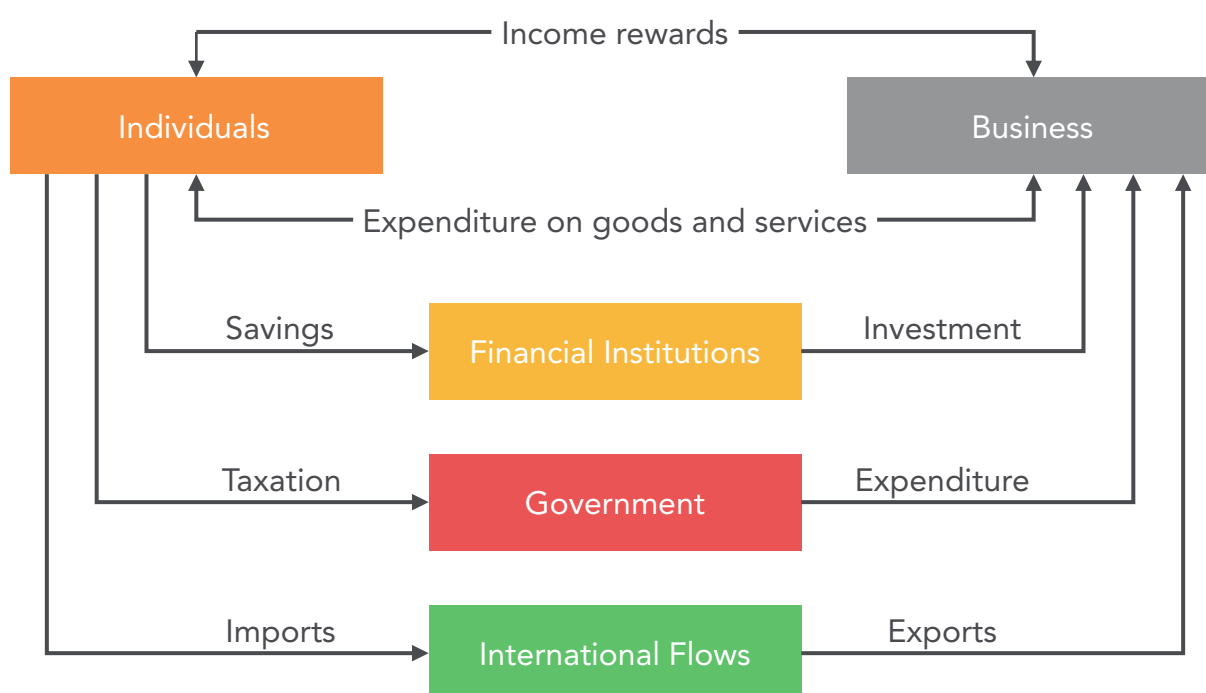 Income rewards
Individuals
Business
Expenditure on goods and services
Savings
Financial Institutions
Investment
Taxation
Government
Expenditure
Imports
International Flows
Exports